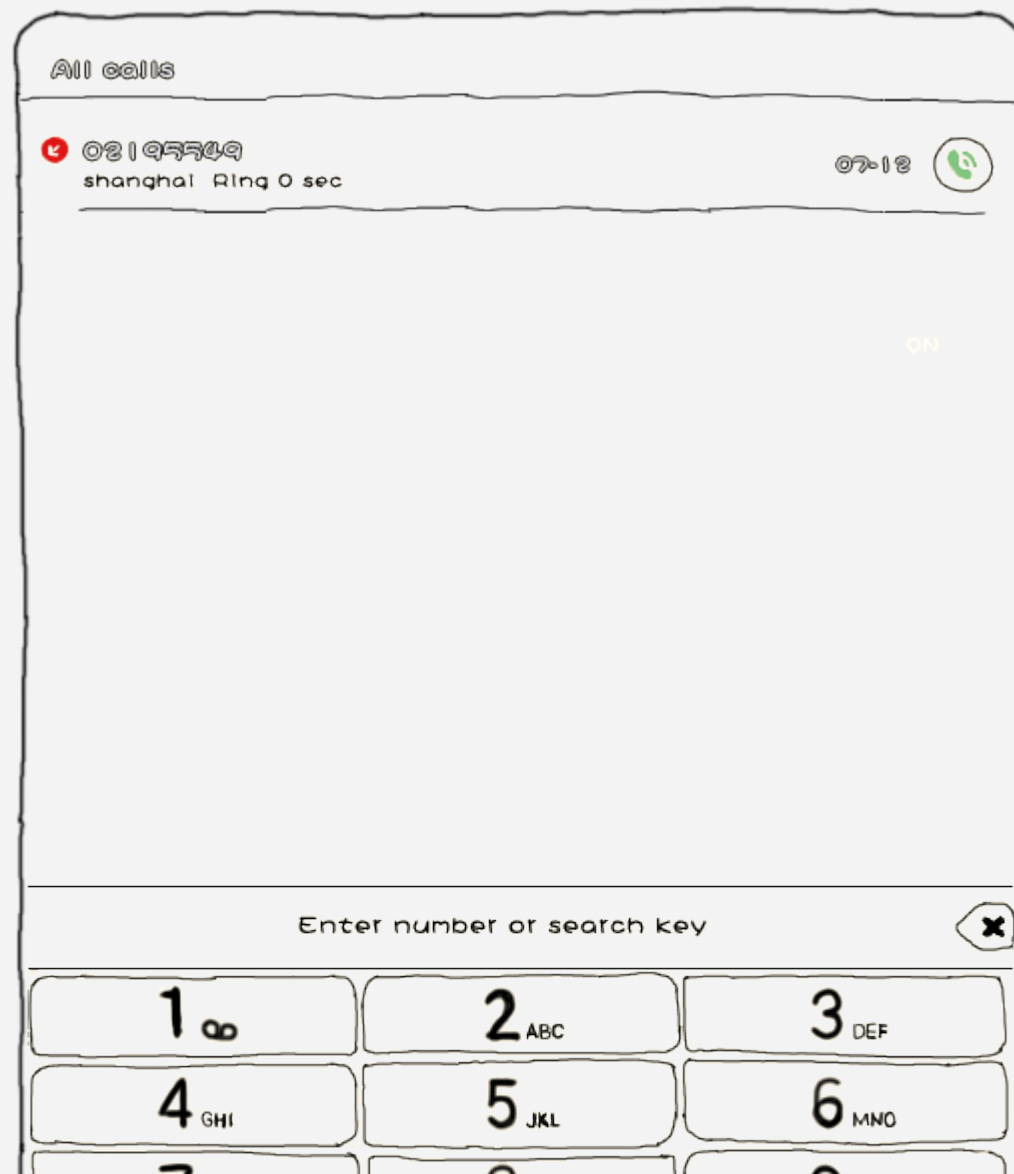 All calls
02195549
shanghai Ring 0 sec
07-12
ON
Enter number or search key
1
2 ABC
3 DEF
4 GHI
5 JKL
6 MNO